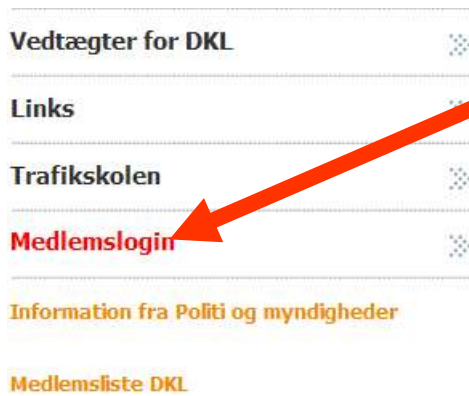 Vedtægter for DKL
Links
Trafikskolen
Medlemslogin
Information fra Politi og myndigheder
Medlemsliste DKL